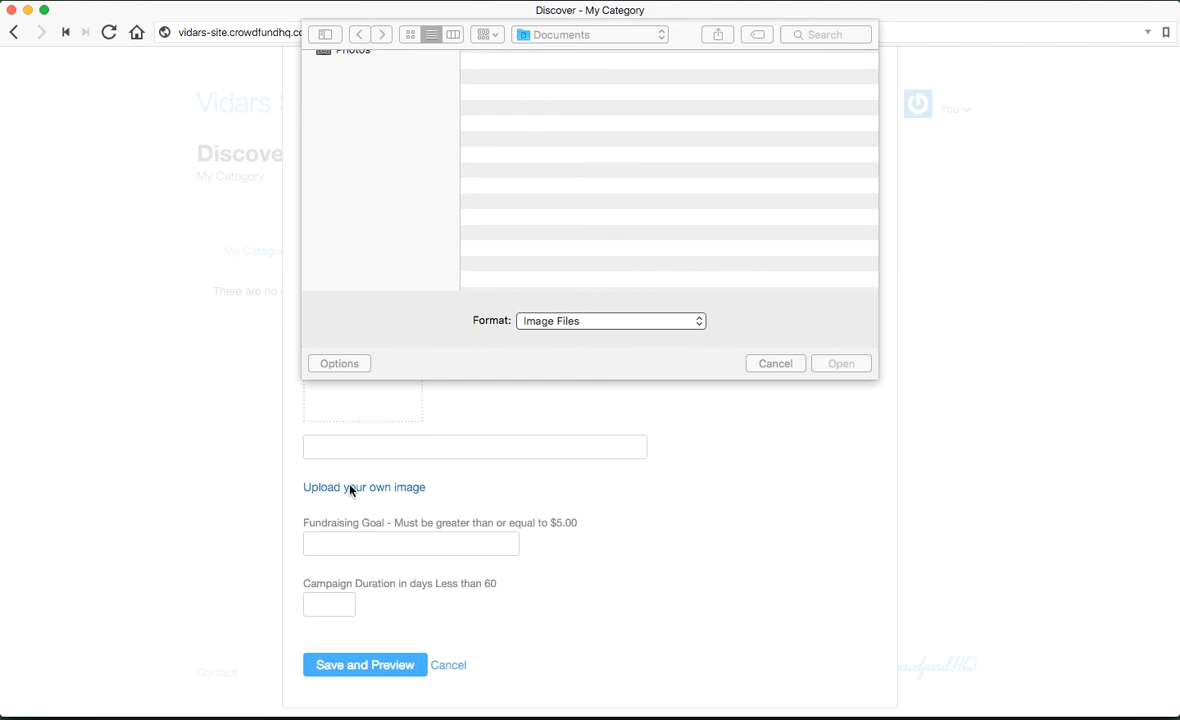 Discover - My Category
vidars-site.crowdfundhq.co
Documents
Search
Photos
Vidars
You
Discove
My Category
My Categor
There are no
Format: Image Files
Options
Cancel
Open
Upload your own image
Fundraising Goal - Must be greater than or equal to $5.00
Campaign Duration in days Less than 60
Save and Preview
Cancel
Contact